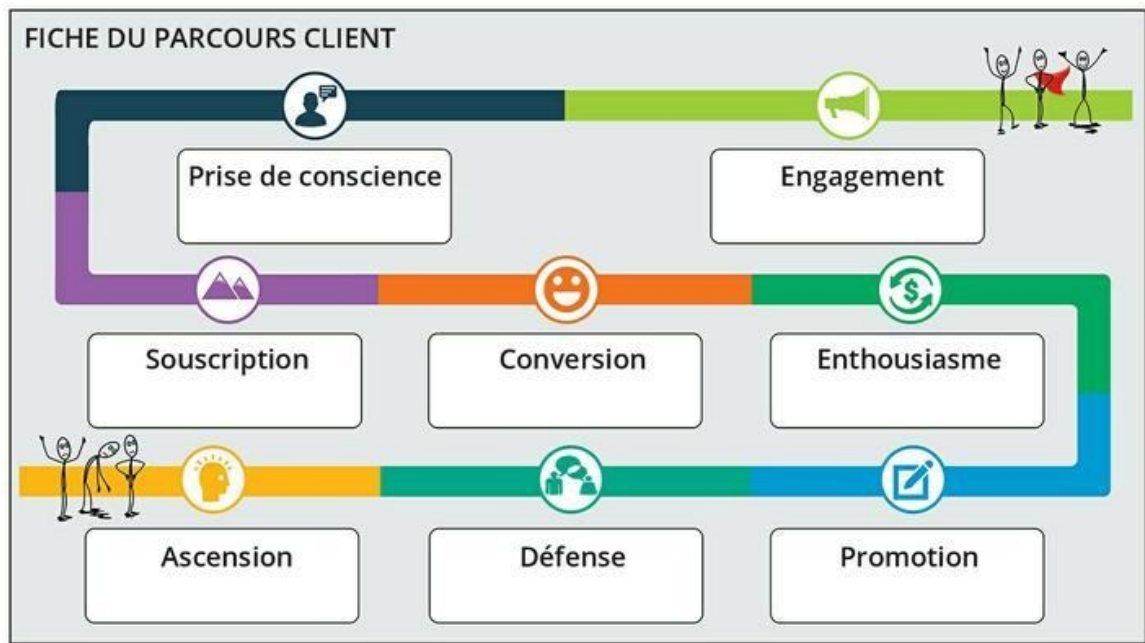 FICHE DU PARCOURS CLIENT
Prise de conscience
Engagement
Souscription
Conversion
Enthousiasme
Ascension
Défense
Promotion